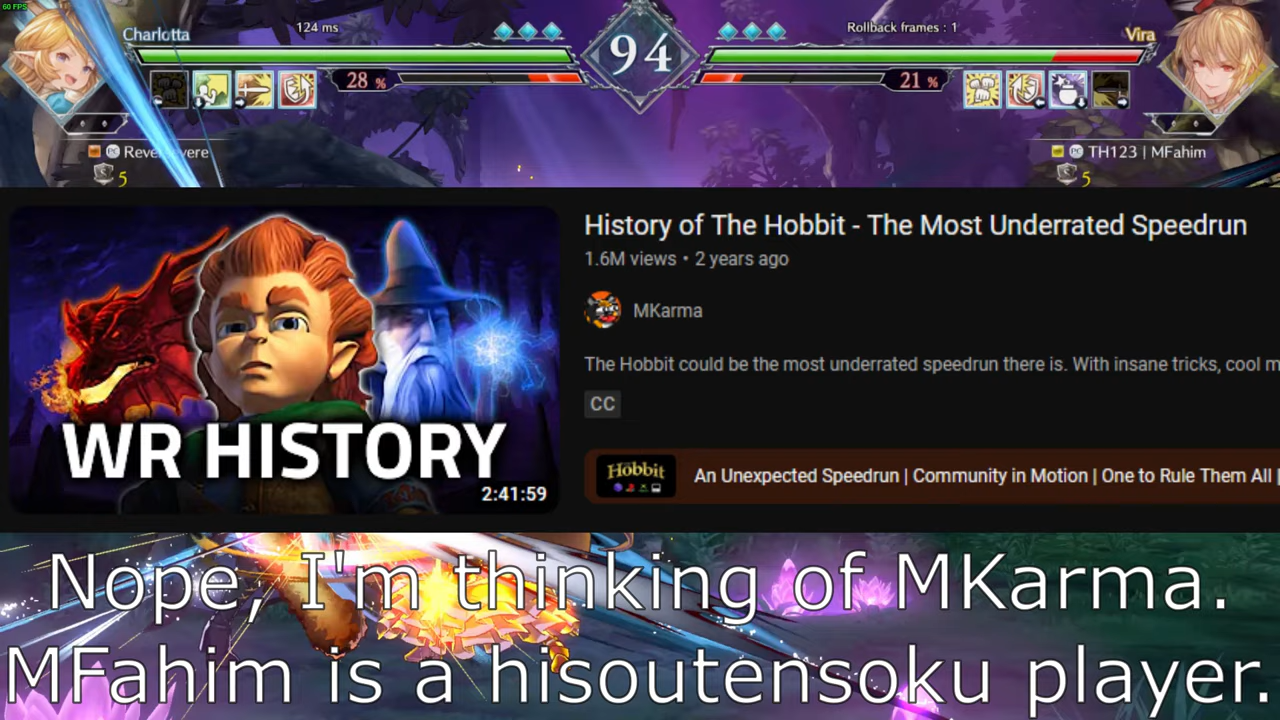 60 FPS
Charlotta
124 ms
94
Rollback frames : 1
Vira
28 %
21 %
PC
PC TH123 | MFahim
5
5
History of The Hobbit - The Most Underrated Speedrun
1.6M views • 2 years ago
MKarma
The Hobbit could be the most underrated speedrun there is. With insane tricks, cool
CC
WR HISTORY
2:41:59
The Hobbit
An Unexpected Speedrun | Community in Motion | One to Rule Them All |
Nope, I'm thinking of MKarma.
MFahim is a hisoutensoku player.